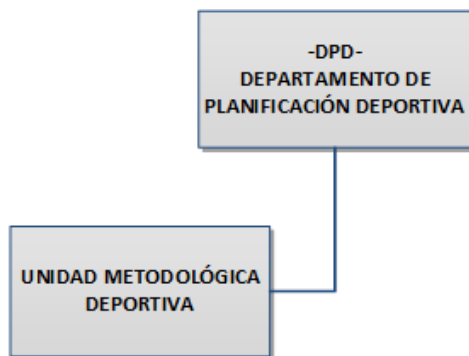 -DPD-
DEPARTAMENTO DE
PLANIFICACIÓN DEPORTIVA
UNIDAD METODOLÓGICA
DEPORTIVA